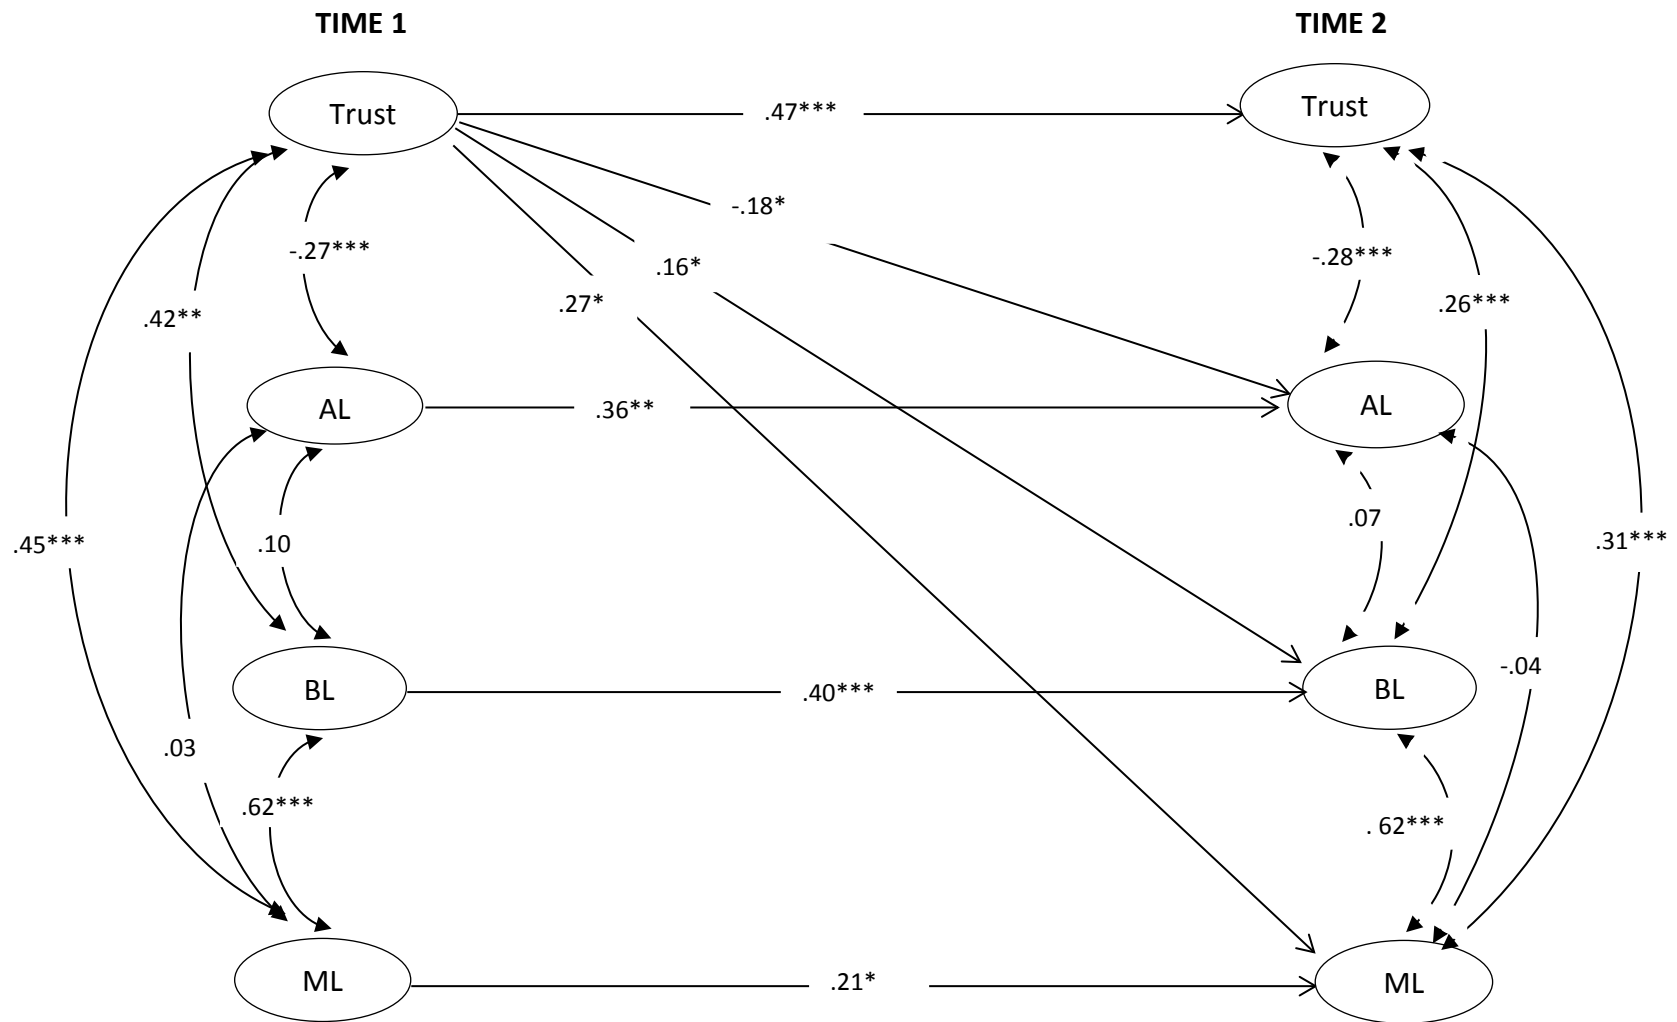 TIME 1
TIME 2
Trust
.47***
Trust
-.18*
-.27***
.16*
-.28***
.27*
.26***
.42**
AL
.36**
AL
.07
.45***
.10
.31***
-.04
BL
.40***
BL
.03
.62***
. 62***
ML
.21*
ML